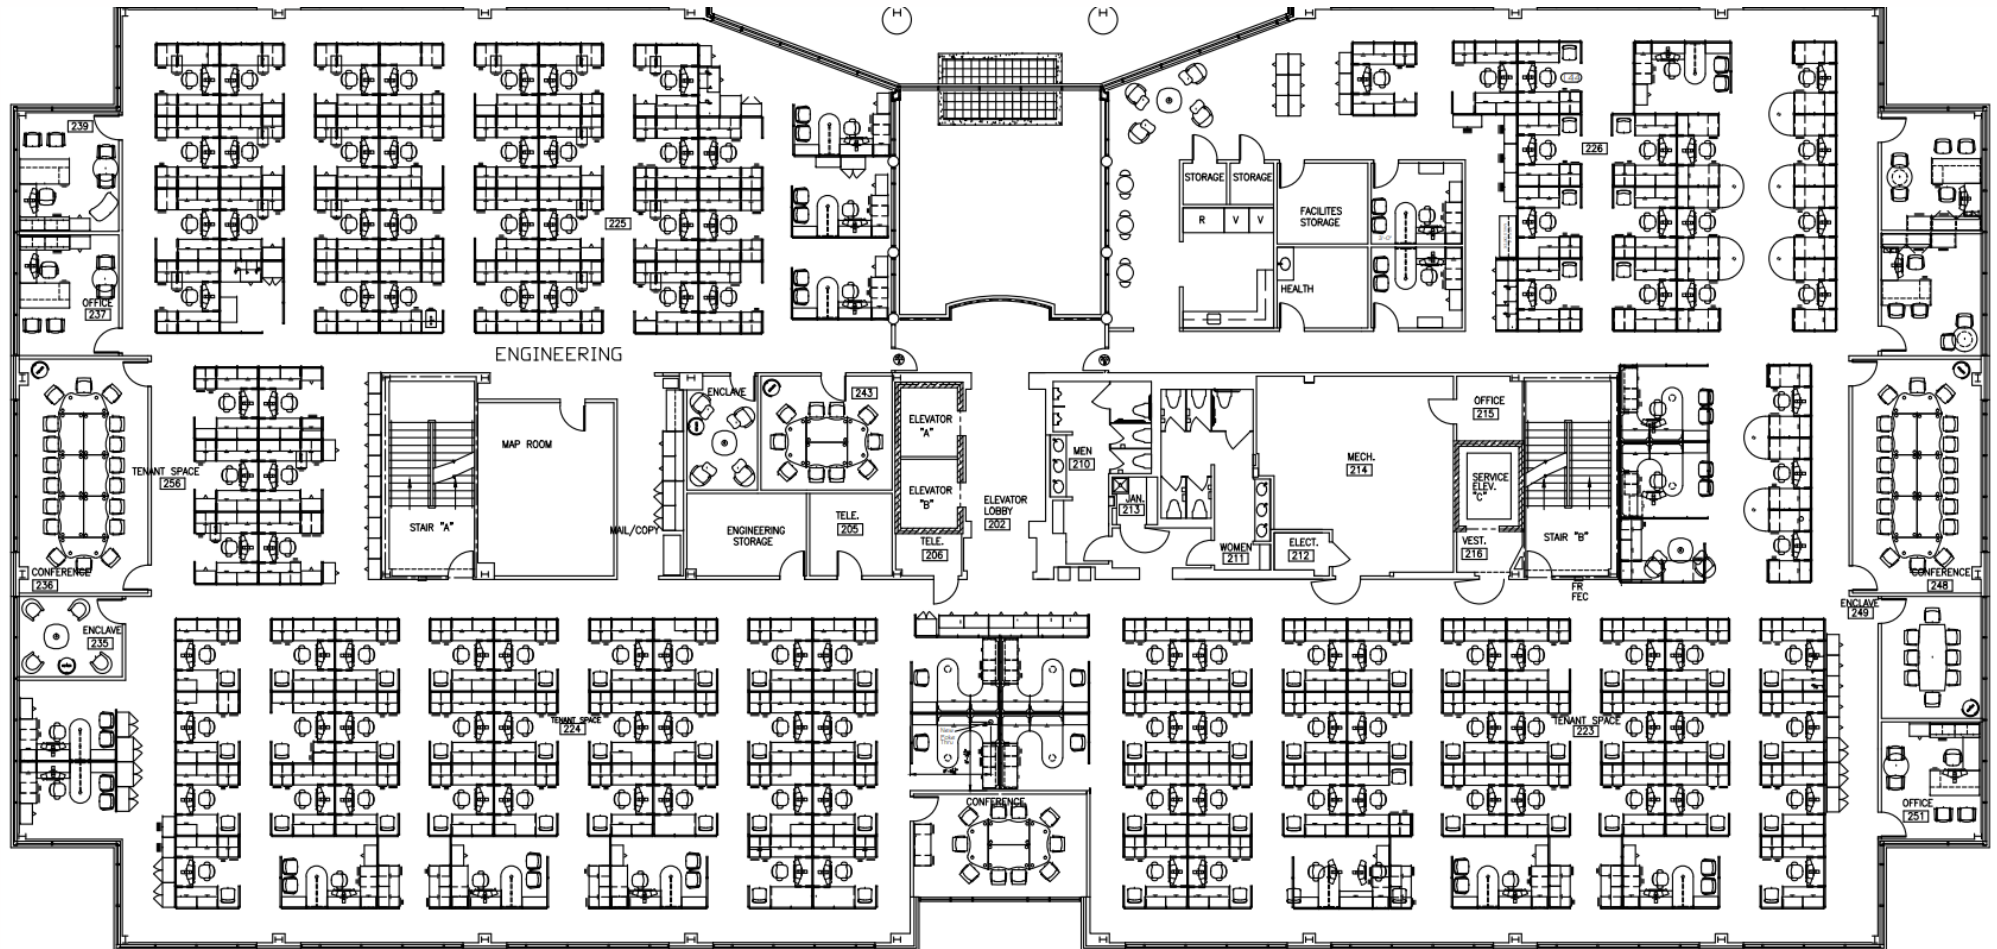 239
225
226
STORAGE
STORAGE
R
V
V
FACILITES
STORAGE
HEALTH
OFFICE
237
ENGINEERING
ENCLAVE
243
ELEVATOR
"A"
ELEVATOR
"B"
MAP ROOM
MEN
210
MECH.
214
OFFICE
215
SERVICE
ELEV.
"C"
TENANT SPACE
256
STAIR "A"
MAIL/COPY
ENGINEERING
STORAGE
TELE.
205
TELE.
206
ELEVATOR
LOBBY
202
JAN.
213
WOMEN
211
ELECT.
212
VEST.
216
STAIR "B"
FR
FEC
CONFERENCE
236
CONFERENCE
248
ENCLAVE
235
ENCLAVE
249
TENANT SPACE
224
TENANT SPACE
223
New
Poke
Thru
CONFERENCE
OFFICE
251